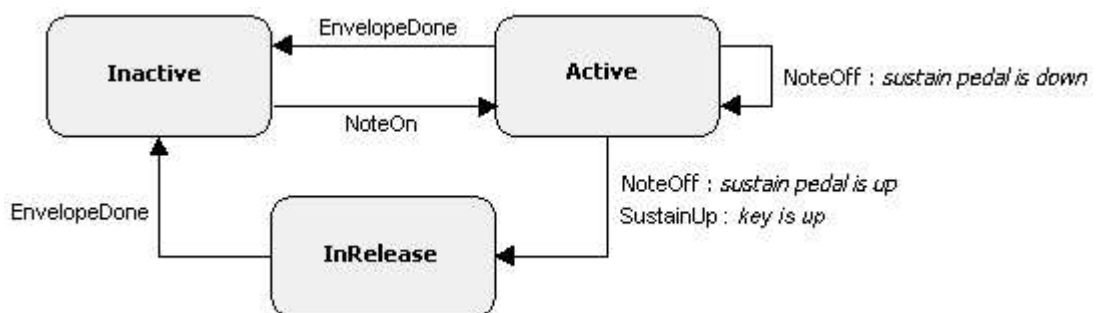 EnvelopeDone
Inactive
Active
NoteOff : sustain pedal is down
NoteOn
NoteOff : sustain pedal is up
SustainUp : key is up
EnvelopeDone
InRelease